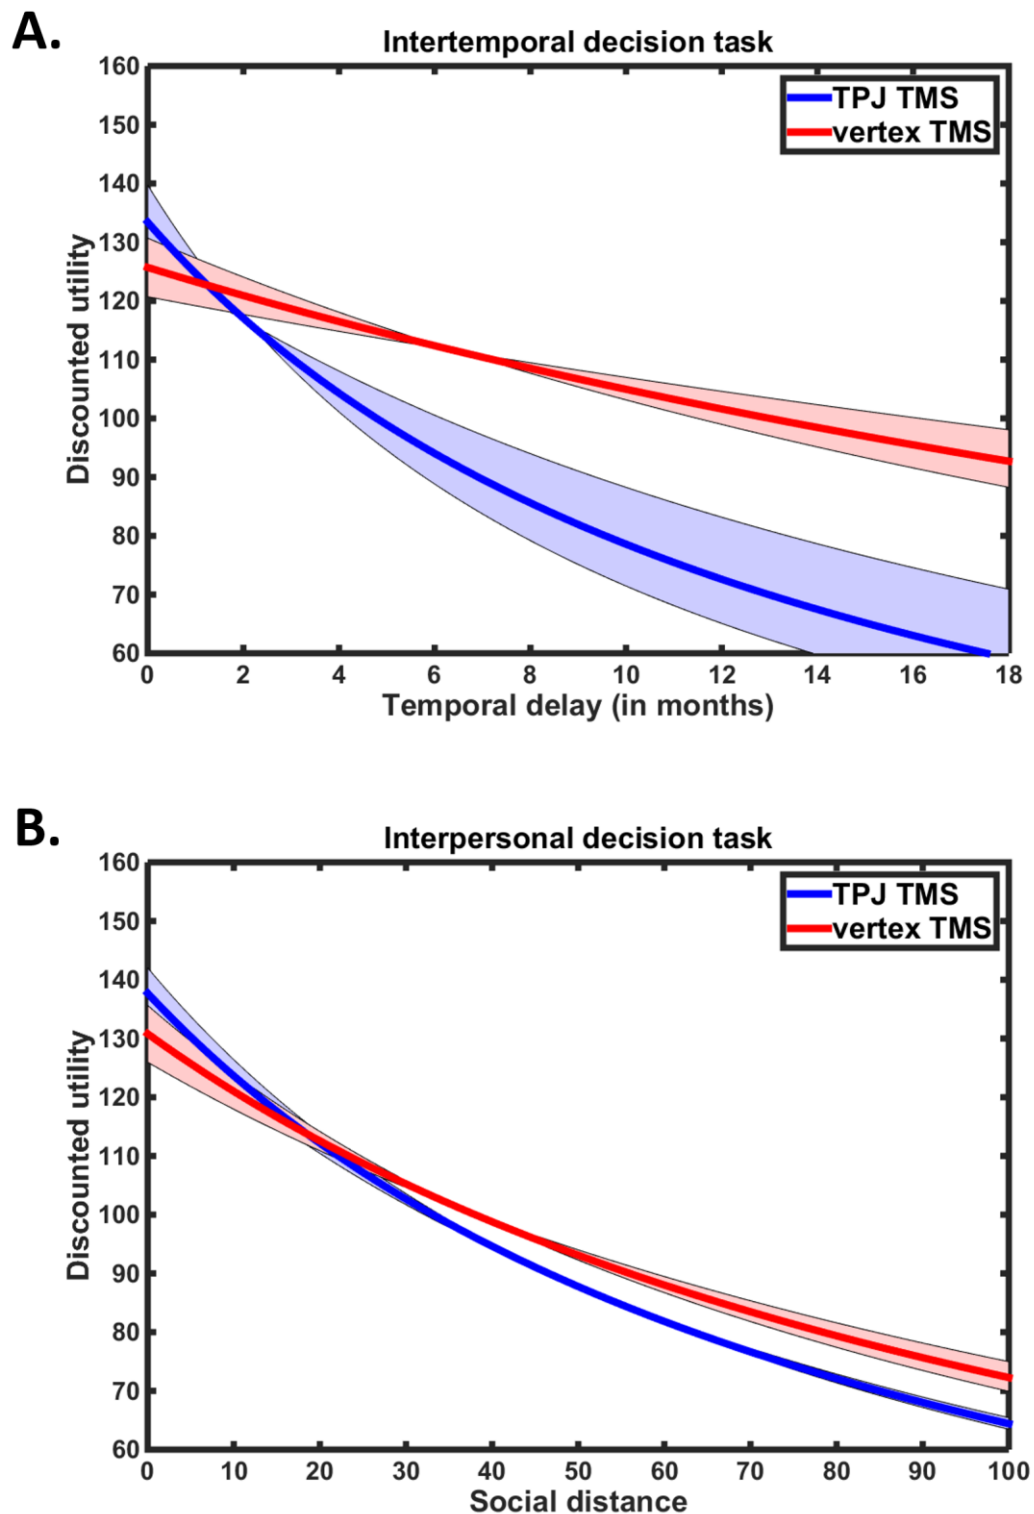 A.
Intertemporal decision task
160
150
140
130
120
110
100
90
80
70
60
Discounted utility
TPJ TMS
vertex TMS
0 2 4 6 8 10 12 14 16 18
Temporal delay (in months)
B.
Interpersonal decision task
160
150
140
130
120
110
100
90
80
70
60
Discounted utility
TPJ TMS
vertex TMS
0 10 20 30 40 50 60 70 80 90 100
Social distance